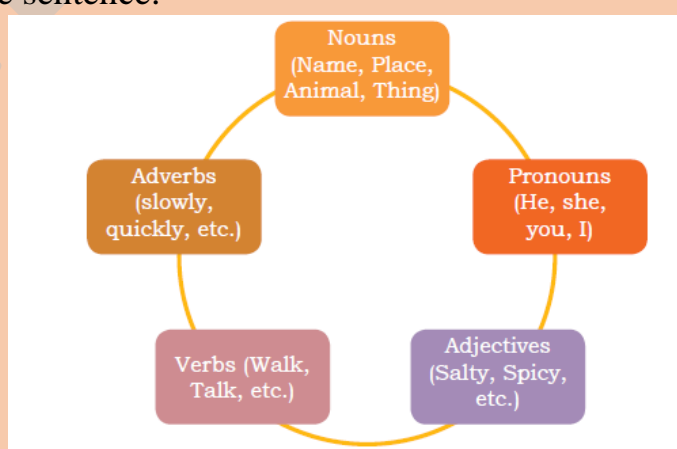 e sentence.
Nouns
(Name, Place,
Animal, Thing)
Pronouns
(He, she,
you, I)
Adjectives
(Salty, Spicy,
etc.)
Verbs (Walk,
Talk, etc.)
Adverbs
(slowly,
quickly, etc.)